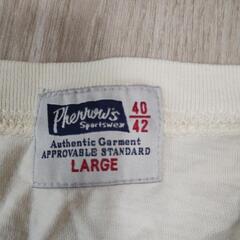 Pherrow's
Sportswear
40
42
Authentic Garment
APPROVABLE STANDARD
LARGE